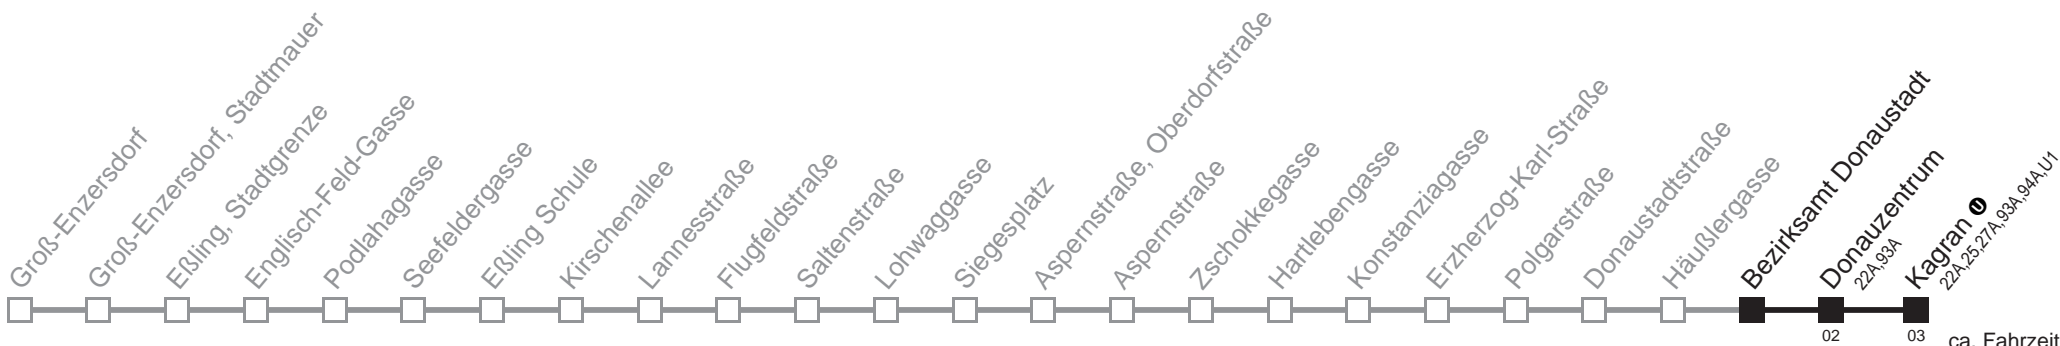 Groß-Enzersdorf
Groß-Enzersdorf, Stadtmauer
Eßling, Stadtgrenze
Englisch-Feld-Gasse
Podlahagasse
Seefeldergasse
Eßling Schule
Kirschenallee
Lannesstraße
Flugfeldstraße
Saltenstraße
Lohwaggasse
Siegesplatz
Aspernstraße, Oberdorfstraße
Aspernstraße
Zschokkegasse
Hartlebengasse
Konstanziagasse
Erzherzog-Karl-Straße
Polgarstraße
Donaustadtstraße
Häußlergasse
Bezirksamt Donaustadt
Donauzentrum
22A,93A
Kagran U
22A,25,27A,93A,94A,U1
02
03
ca. Fahrzeit